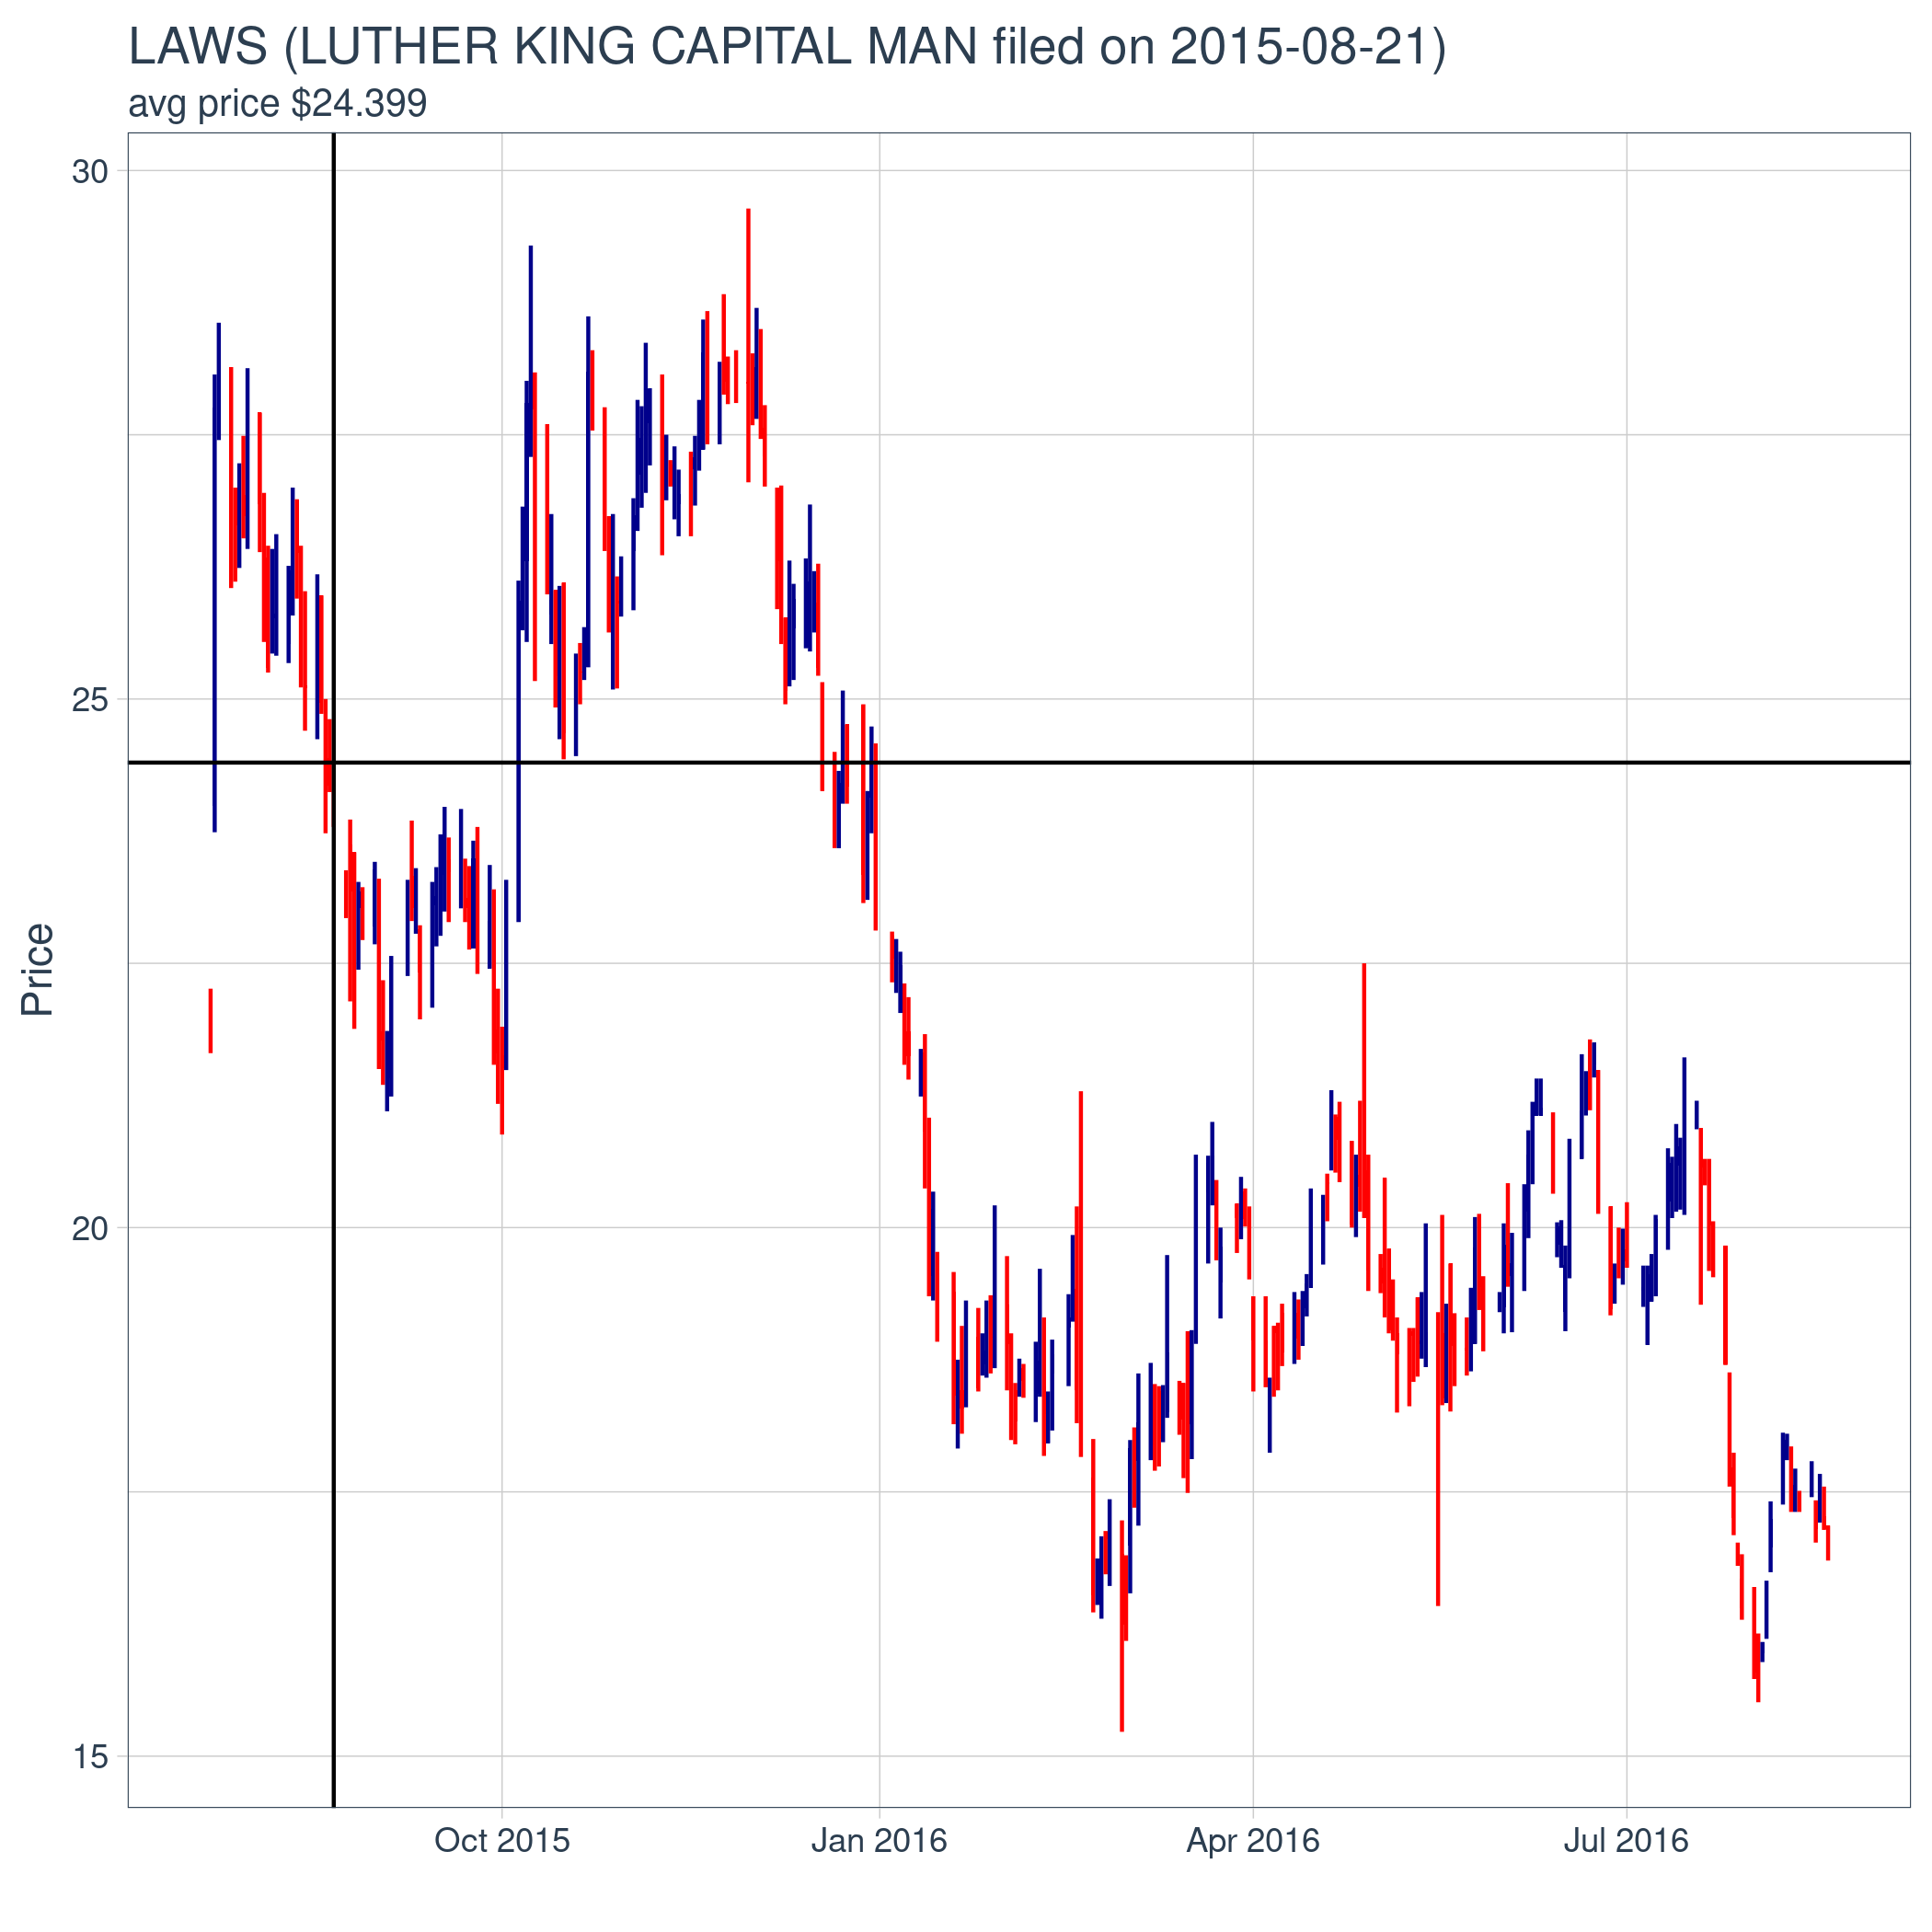 LAWS (LUTHER KING CAPITAL MAN filed on 2015-08-21)
avg price $24.399
30
25
20
15
Price
Oct 2015
Jan 2016
Apr 2016
Jul 2016